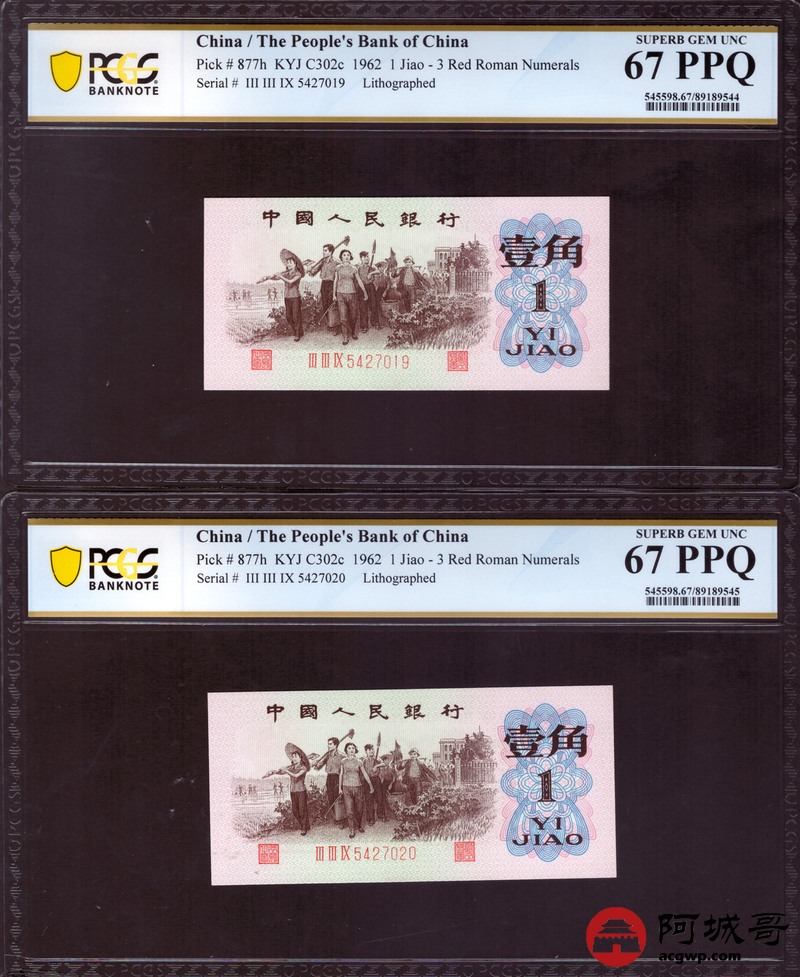 China / The People's Bank of China
SUPERB GEM UNC
PCGS
BANKNOTE
Pick # 877h KYJ C302c 1962 1 Jiao - 3 Red Roman Numerals
67 PPQ
Serial # III III IX 5427019 Lithographed
545598.67/89189544
中國人民銀行
壹角
1
YI
JIAO
III III IX 5427019
China / The People's Bank of China
SUPERB GEM UNC
PCGS
BANKNOTE
Pick # 877h KYJ C302c 1962 1 Jiao - 3 Red Roman Numerals
67 PPQ
Serial # III III IX 5427020 Lithographed
545598.67/89189545
中國人民銀行
壹角
1
YI
JIAO
III III IX 5427020
阿城哥
acgwp.com